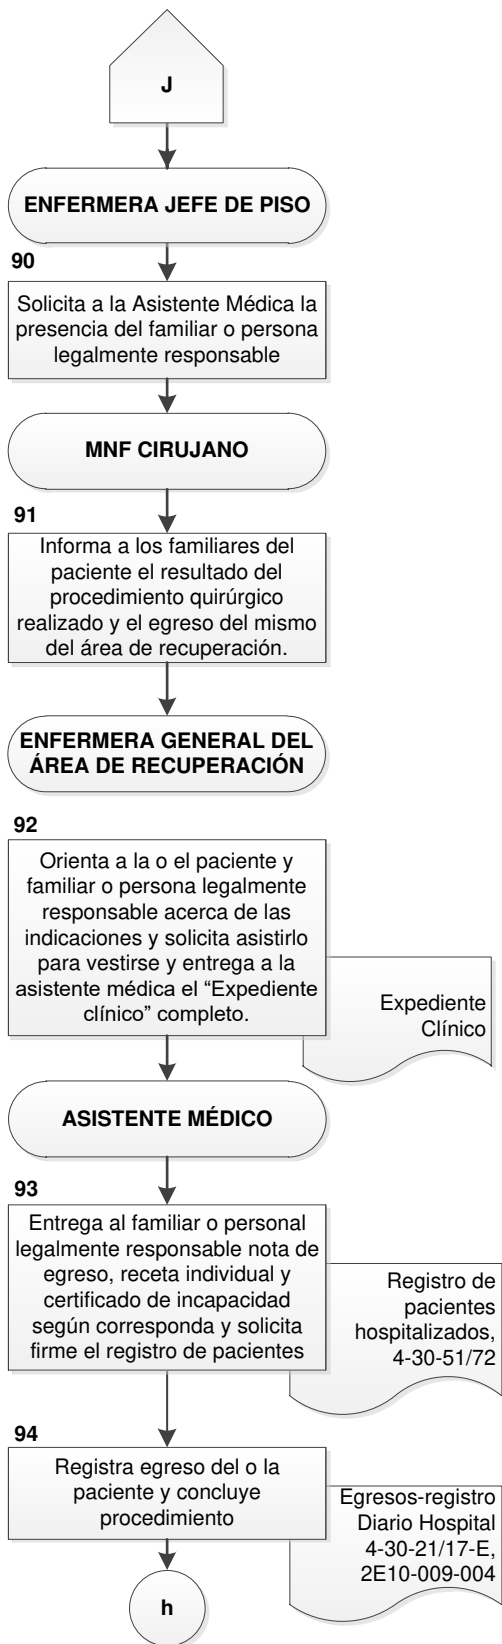 J
ENFERMERA JEFE DE PISO
90
Solicita a la Asistente Médica la
presencia del familiar o persona
legalmente responsable
MNF CIRUJANO
91
Informa a los familiares del
paciente el resultado del
procedimiento quirúrgico
realizado y el egreso del mismo
del área de recuperación.
ENFERMERA GENERAL DEL
ÁREA DE RECUPERACIÓN
92
Orienta a la o el paciente y
familiar o persona legalmente
responsable acerca de las
indicaciones y solicita asistirlo
para vestirse y entrega a la
asistente médica el “Expediente
clínico” completo.
Expediente
Clínico
ASISTENTE MÉDICO
93
Entrega al familiar o personal
legalmente responsable nota de
egreso, receta individual y
certificado de incapacidad
según corresponda y solicita
firme el registro de pacientes
Registro de
pacientes
hospitalizados,
4-30-51/72
94
Registra egreso del o la
paciente y concluye
procedimiento
Egresos-registro
Diario Hospital
4-30-21/17-E,
2E10-009-004
h